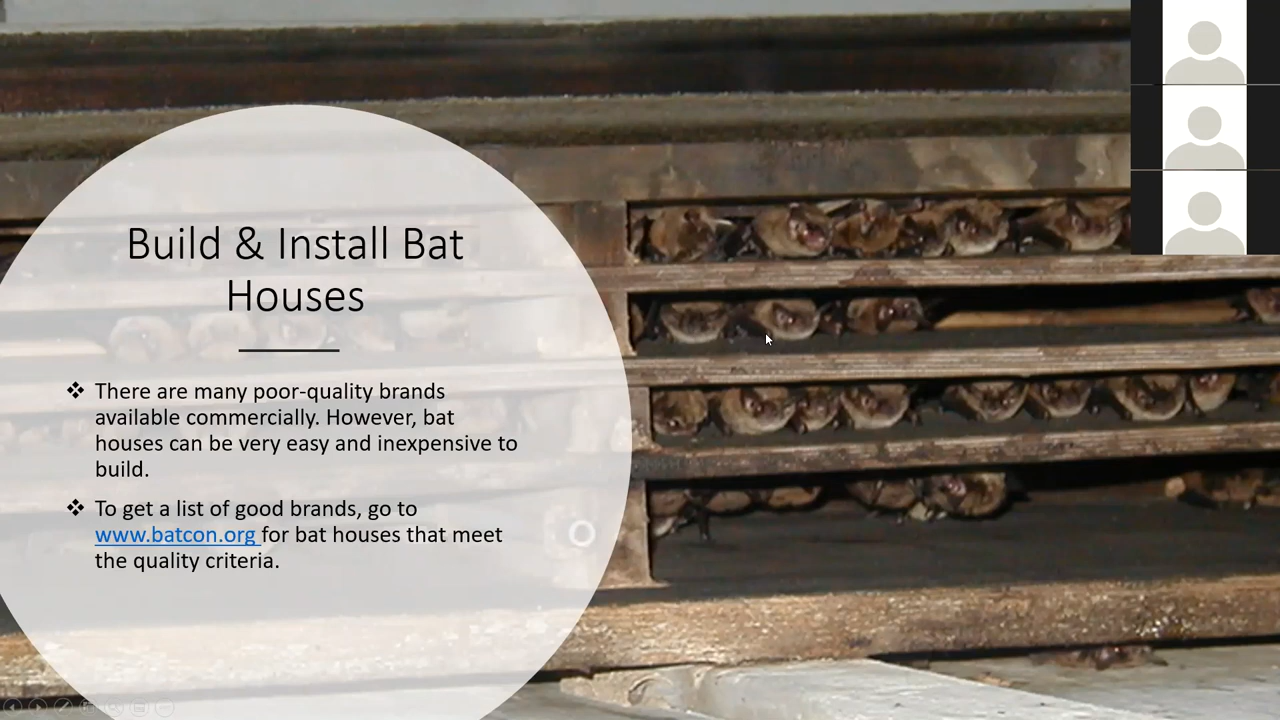 Build & Install Bat
Houses
❖ There are many poor-quality brands
available commercially. However, bat
houses can be very easy and inexpensive to
build.
❖ To get a list of good brands, go to
www.batcon.org for bat houses that meet
the quality criteria.